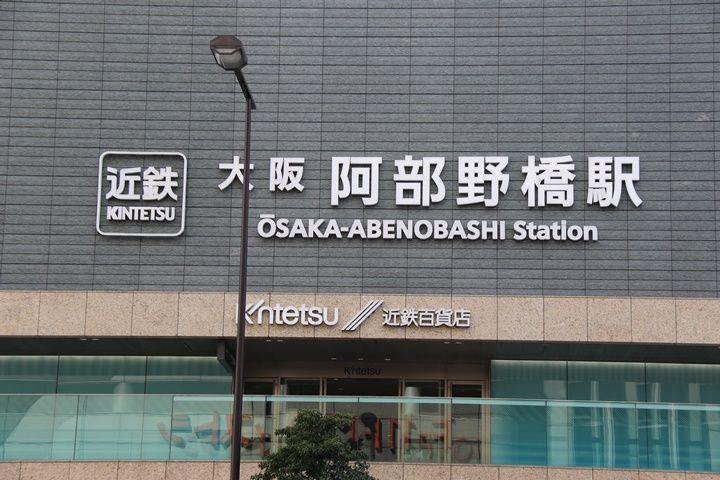 近鉄
KINTETSU
大阪 阿部野橋駅
ŌSAKA-ABENOBASHI Station
Kintetsu 近鉄百貨店
Kintetsu